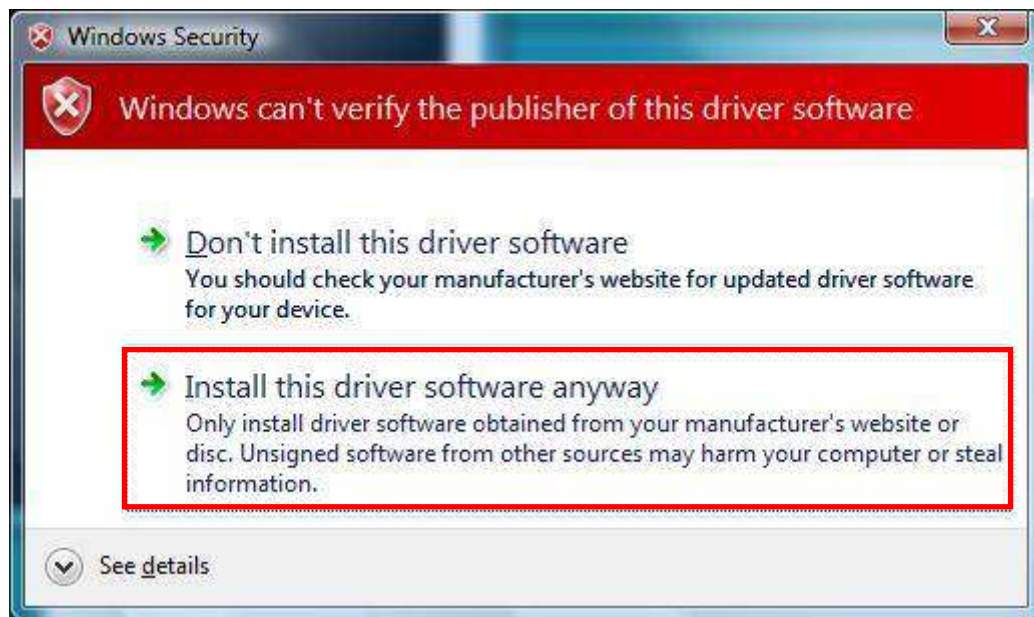 Windows Security
Windows can't verify the publisher of this driver software
Don't install this driver software
You should check your manufacturer's website for updated driver software
for your device.
Install this driver software anyway
Only install driver software obtained from your manufacturer's website or
disc. Unsigned software from other sources may harm your computer or steal
information.
See details